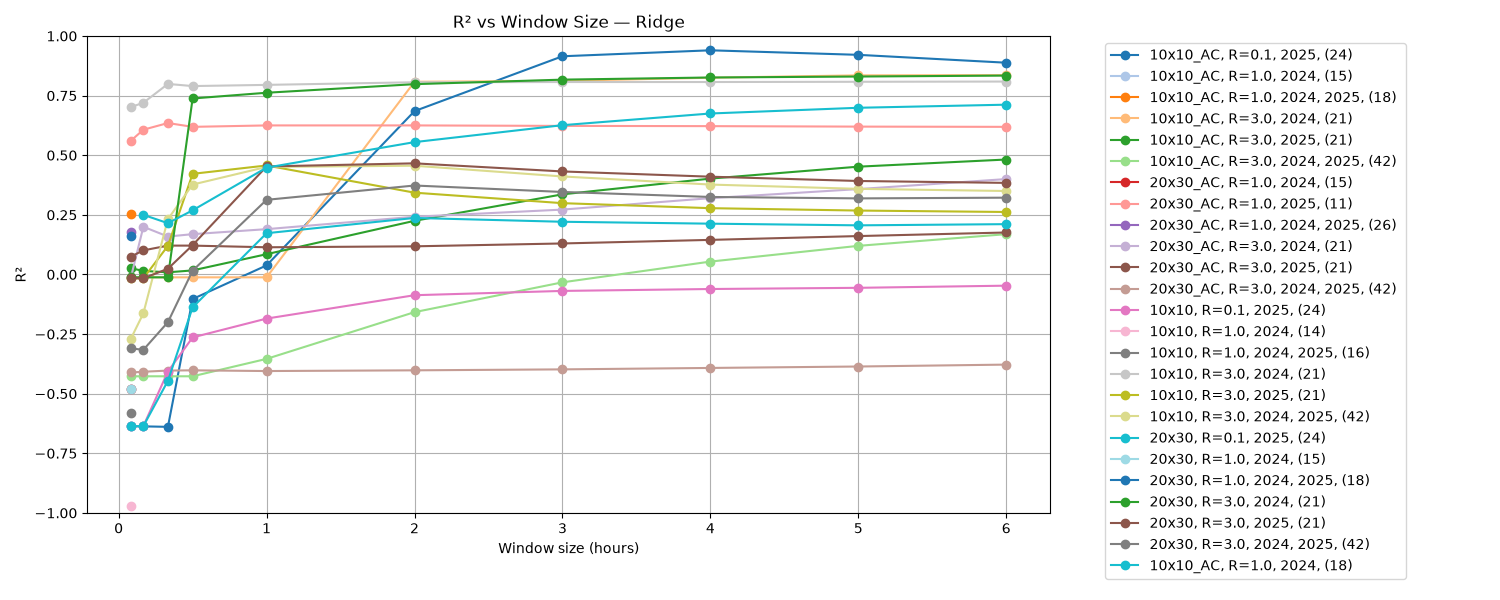 R² vs Window Size — Ridge
1.00
0.75
0.50
0.25
0.00
−0.25
−0.50
−0.75
−1.00
R²
0
1
2
3
4
5
6
Window size (hours)
10x10_AC, R=0.1, 2025, (24)
10x10_AC, R=1.0, 2024, (15)
10x10_AC, R=1.0, 2024, 2025, (18)
10x10_AC, R=3.0, 2024, (21)
10x10_AC, R=3.0, 2025, (21)
10x10_AC, R=3.0, 2024, 2025, (42)
20x30_AC, R=1.0, 2024, (15)
20x30_AC, R=1.0, 2025, (11)
20x30_AC, R=1.0, 2024, 2025, (26)
20x30_AC, R=3.0, 2024, (21)
20x30_AC, R=3.0, 2025, (21)
20x30_AC, R=3.0, 2024, 2025, (42)
10x10, R=0.1, 2025, (24)
10x10, R=1.0, 2024, (14)
10x10, R=1.0, 2024, 2025, (16)
10x10, R=3.0, 2024, (21)
10x10, R=3.0, 2025, (21)
10x10, R=3.0, 2024, 2025, (42)
20x30, R=0.1, 2025, (24)
20x30, R=1.0, 2024, (15)
20x30, R=1.0, 2024, 2025, (18)
20x30, R=3.0, 2024, (21)
20x30, R=3.0, 2025, (21)
20x30, R=3.0, 2024, 2025, (42)
10x10_AC, R=1.0, 2024, (18)